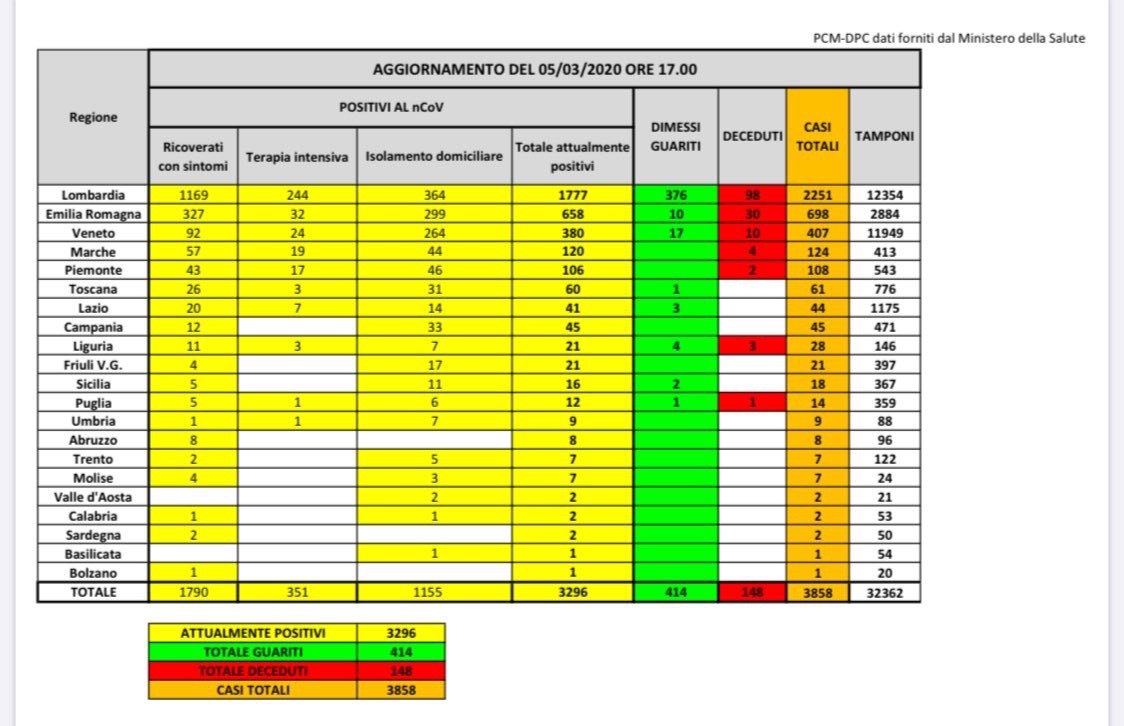 PCM-DPC dati forniti dal Ministero della Salute
AGGIORNAMENTO DEL 05/03/2020 ORE 17.00
Regione
POSITIVI AL nCoV
DIMESSI GUARITI
DECEDUTI
CASI TOTALI
TAMPONI
Ricoverati con sintomi
Terapia intensiva
Isolamento domiciliare
Totale attualmente positivi
Lombardia 1169 244 364 1777 376 98 2251 12354
Emilia Romagna 327 32 299 658 10 30 698 2884
Veneto 92 24 264 380 17 10 407 11949
Marche 57 19 44 120 4 124 413
Piemonte 43 17 46 106 2 108 543
Toscana 26 3 31 60 1 61 776
Lazio 20 7 14 41 3 44 1175
Campania 12 33 45 45 471
Liguria 11 3 7 21 4 3 28 146
Friuli V.G. 4 17 21 21 397
Sicilia 5 11 16 2 18 367
Puglia 5 1 6 12 1 1 14 359
Umbria 1 1 7 9 9 88
Abruzzo 8 8 8 96
Trento 2 5 7 7 122
Molise 4 3 7 7 24
Valle d'Aosta 2 2 2 21
Calabria 1 1 2 2 53
Sardegna 2 2 2 50
Basilicata 1 1 1 54
Bolzano 1 1 1 20
TOTALE 1790 351 1155 3296 414 148 3858 32362
ATTUALMENTE POSITIVI 3296
TOTALE GUARITI 414
TOTALE DECEDUTI 148
CASI TOTALI 3858